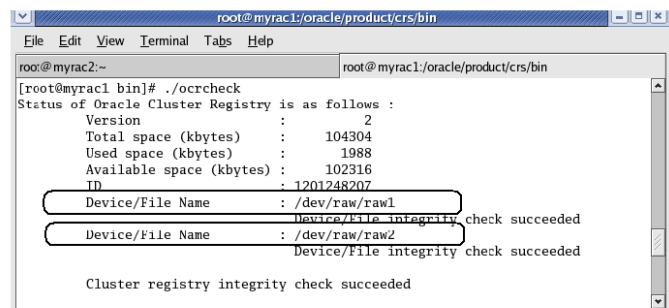 root@myrac1:/oracle/product/crs/bin
File Edit View Terminal Tabs Help
root@myrac2:~ root@myrac1:/oracle/product/crs/bin
[root@myrac1 bin]# ./ocrcheck
Status of Oracle Cluster Registry is as follows :
Version : 2
Total space (kbytes) : 104304
Used space (kbytes) : 1988
Available space (kbytes) : 102316
ID : 1201248207
Device/File Name : /dev/raw/raw1
Device/File integrity check succeeded
Device/File Name : /dev/raw/raw2
Device/File integrity check succeeded
Cluster registry integrity check succeeded